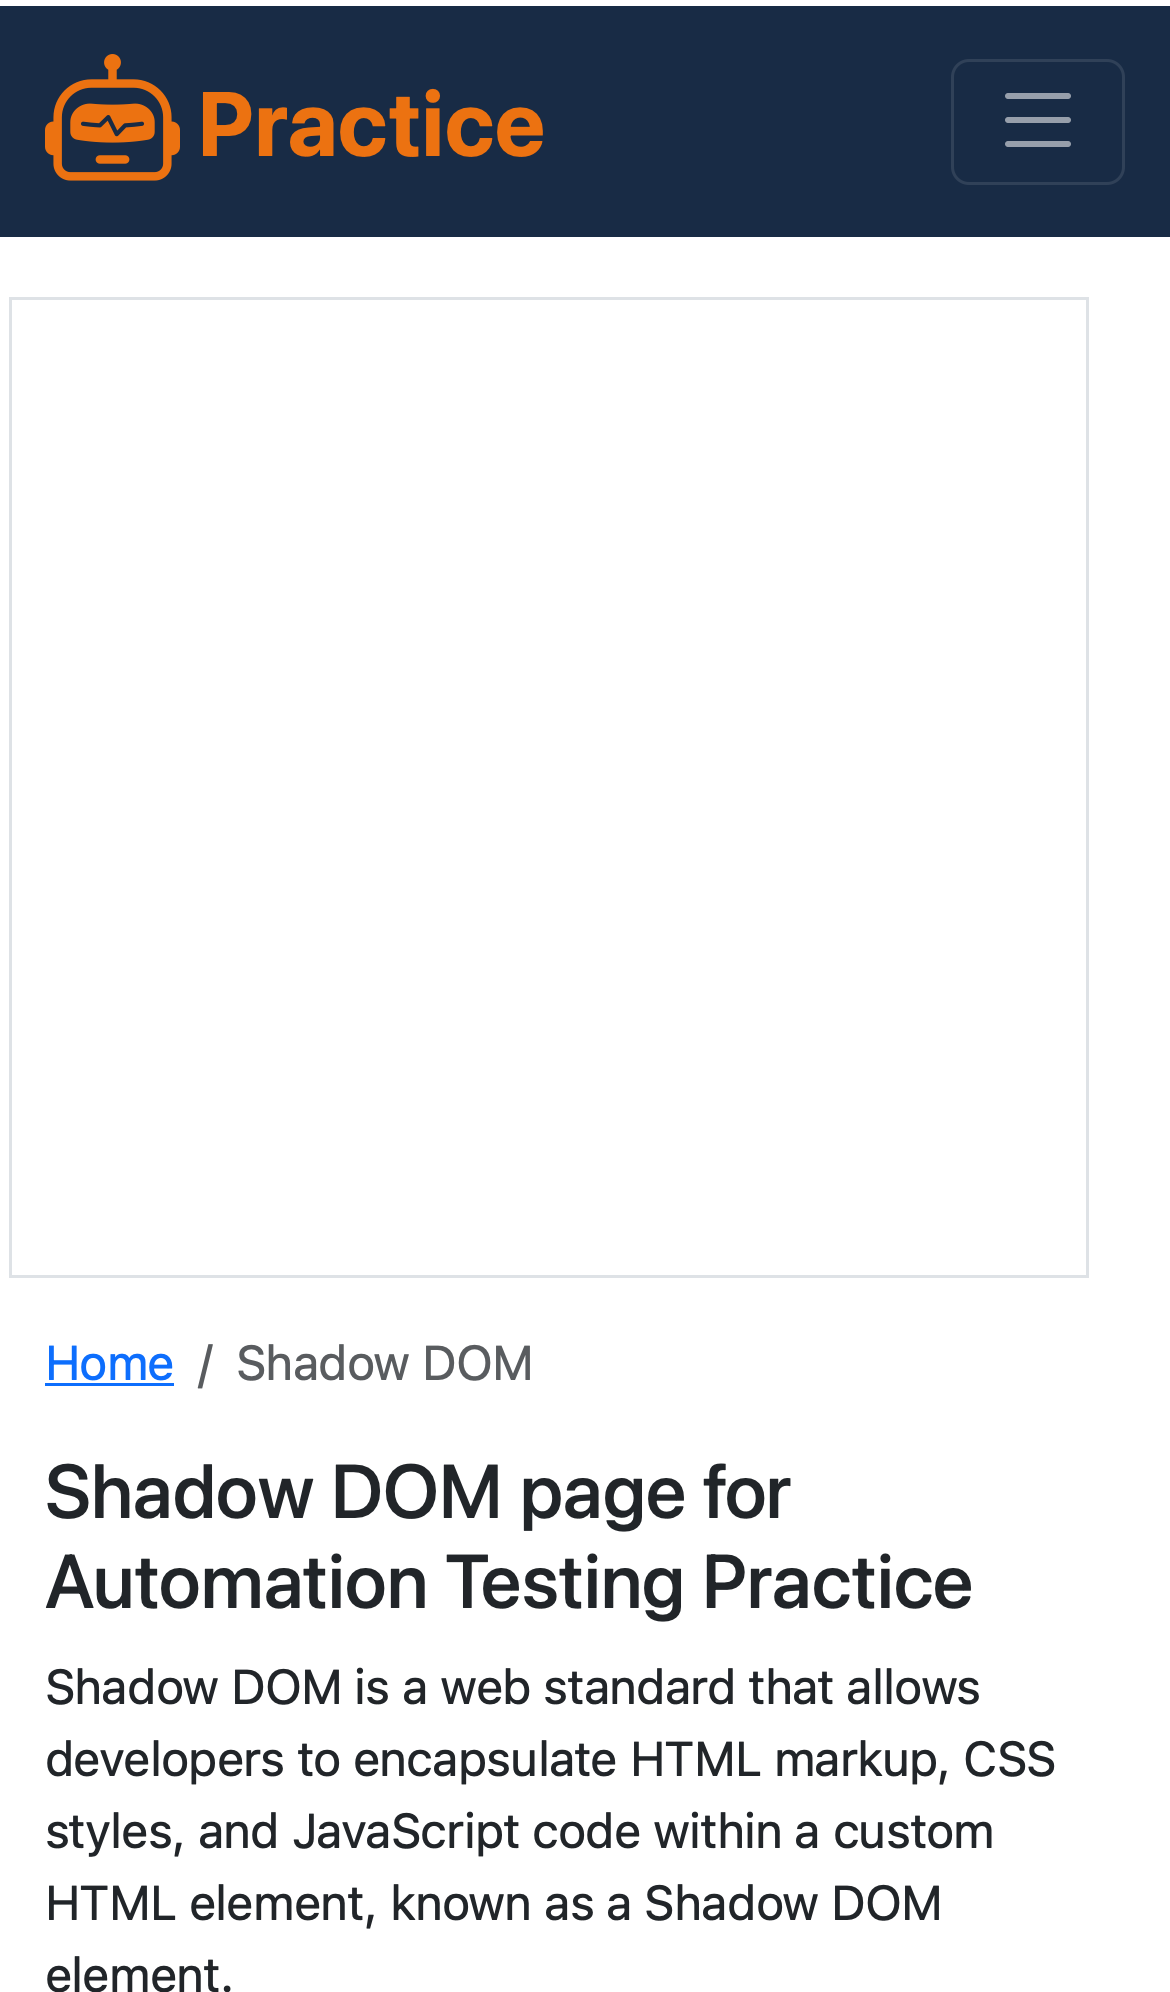 Practice
Home / Shadow DOM
Shadow DOM page for
Automation Testing Practice
Shadow DOM is a web standard that allows
developers to encapsulate HTML markup, CSS
styles, and JavaScript code within a custom
HTML element, known as a Shadow DOM
element.